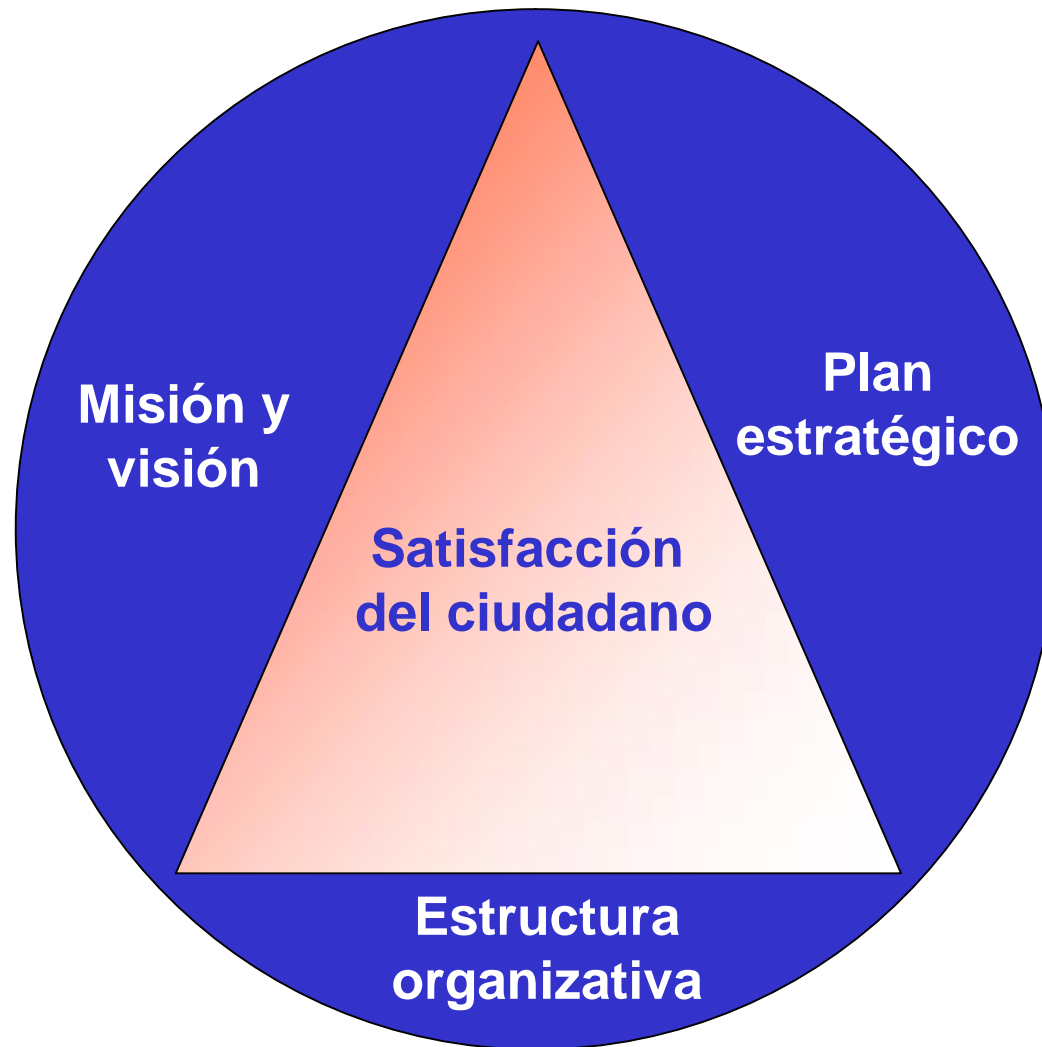 Misión y
visión
Plan
estratégico
Satisfacción
del ciudadano
Estructura
organizativa